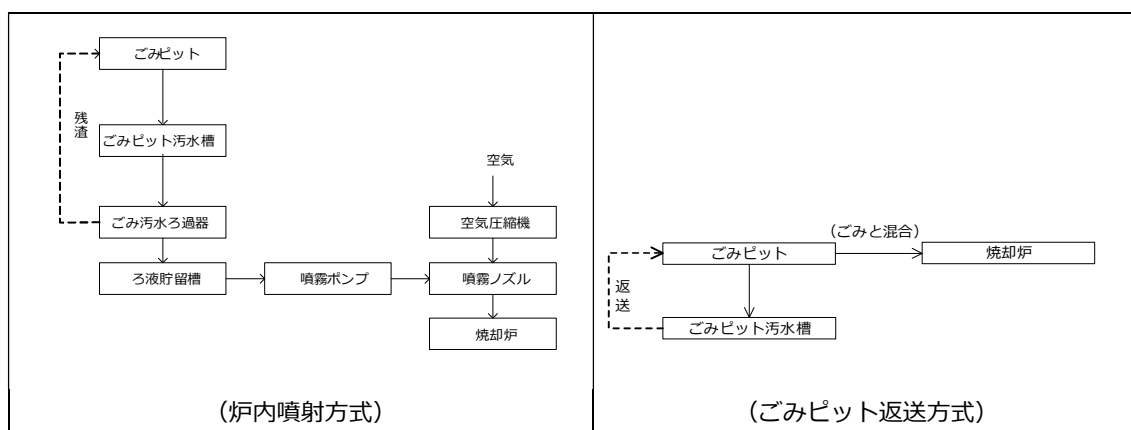 ごみピット
残渣
ごみピット汚水槽
空気
ごみ汚水ろ過器
空気圧縮機
ろ液貯留槽
噴霧ポンプ
噴霧ノズル
焼却炉
（炉内噴射方式）
（ごみと混合）
ごみピット
焼却炉
返送
ごみピット汚水槽
（ごみピット返送方式）